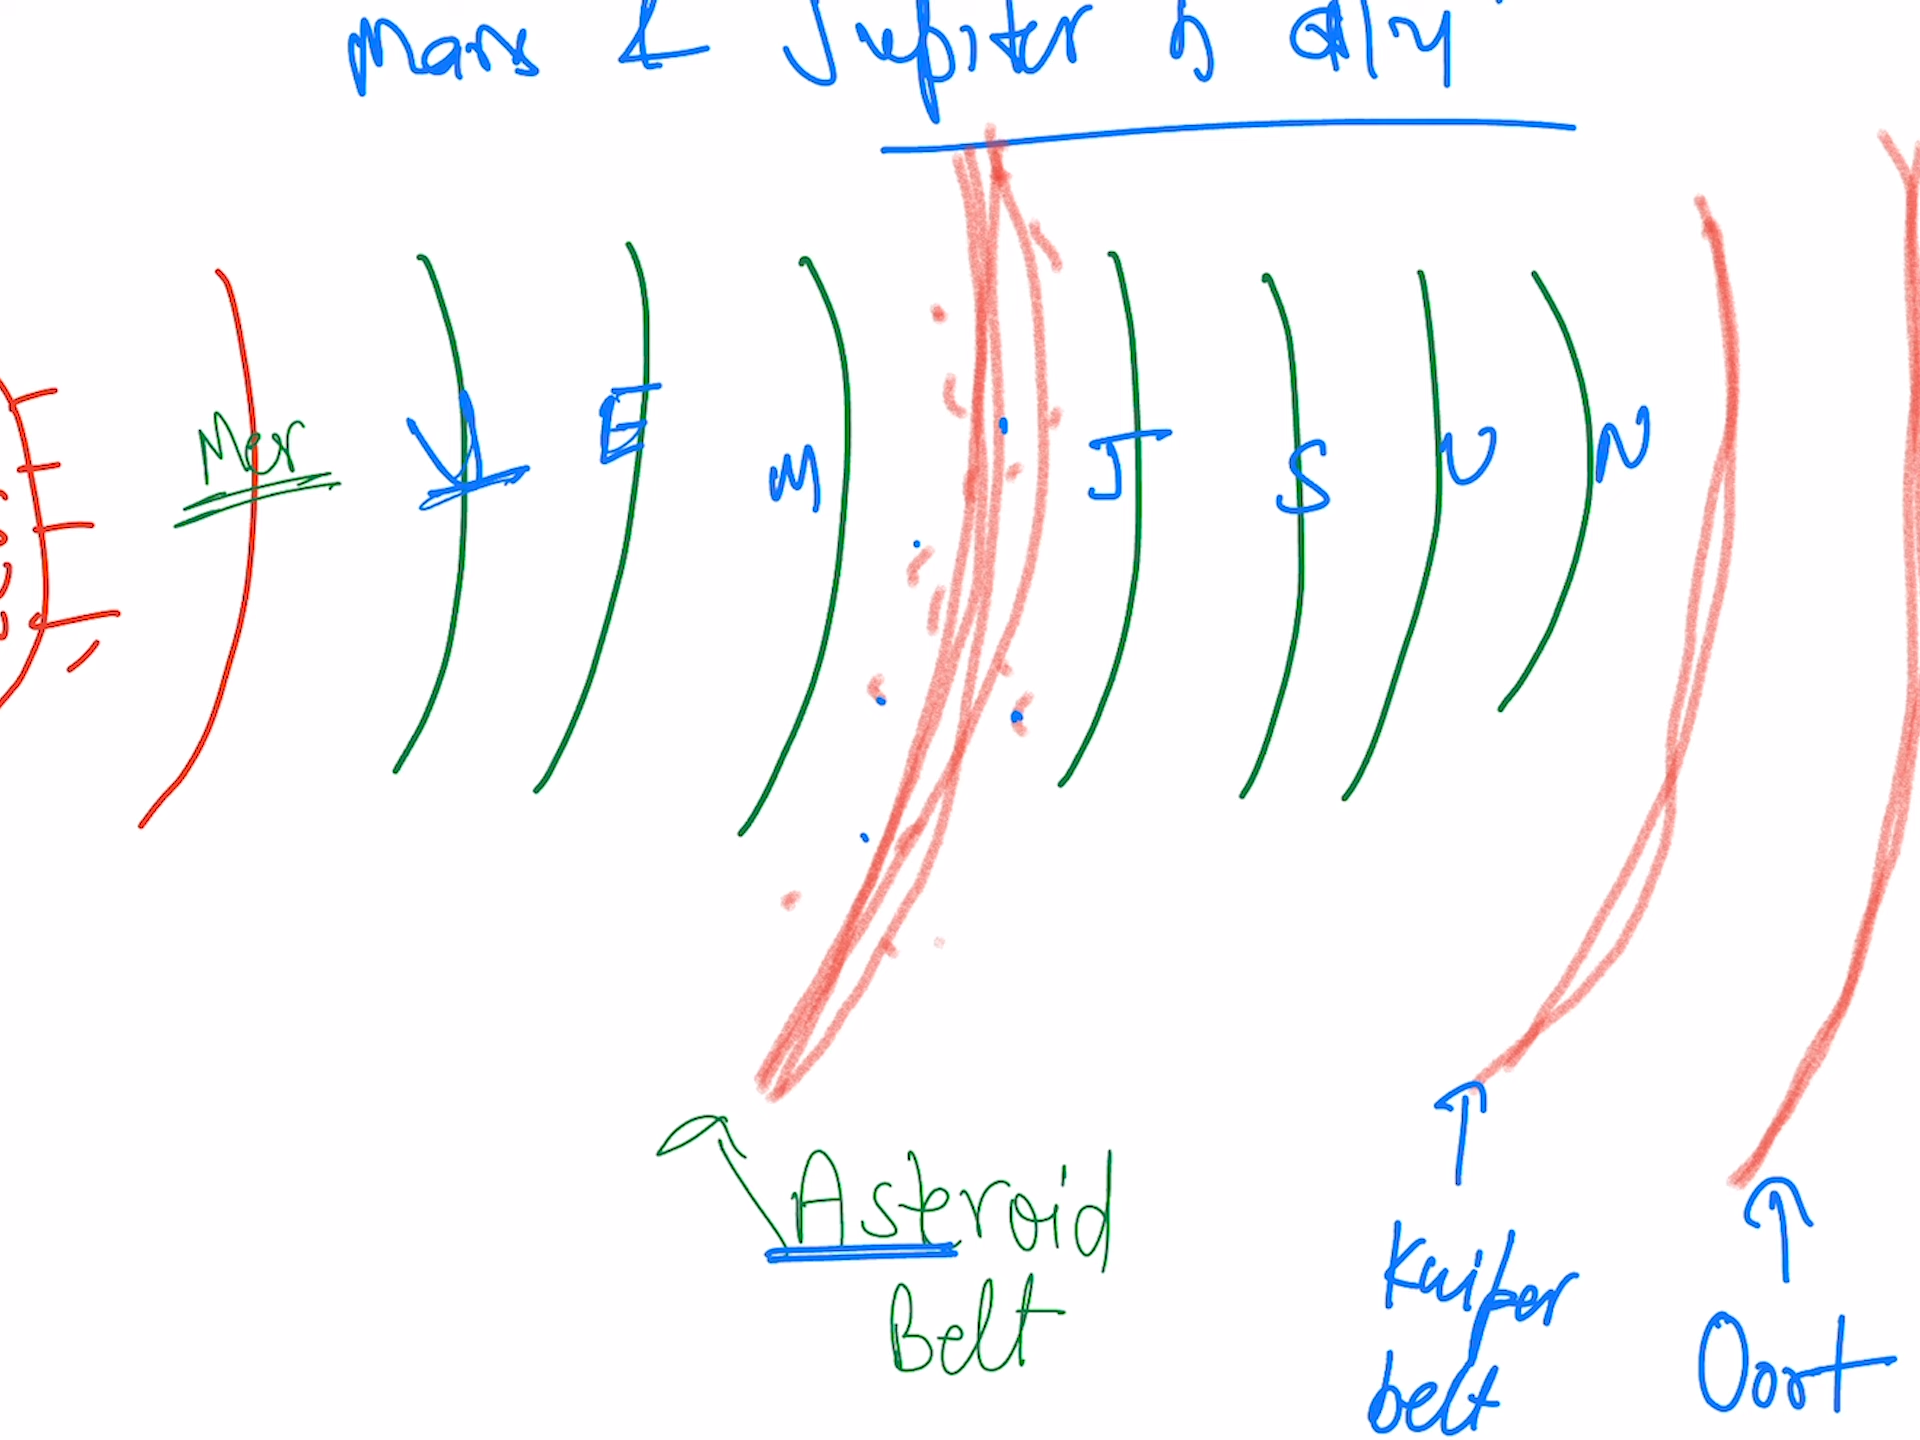 Mars & Jupiter
Mer V E M J S U N
Asteroid
Belt
Kuiper
belt
Oort